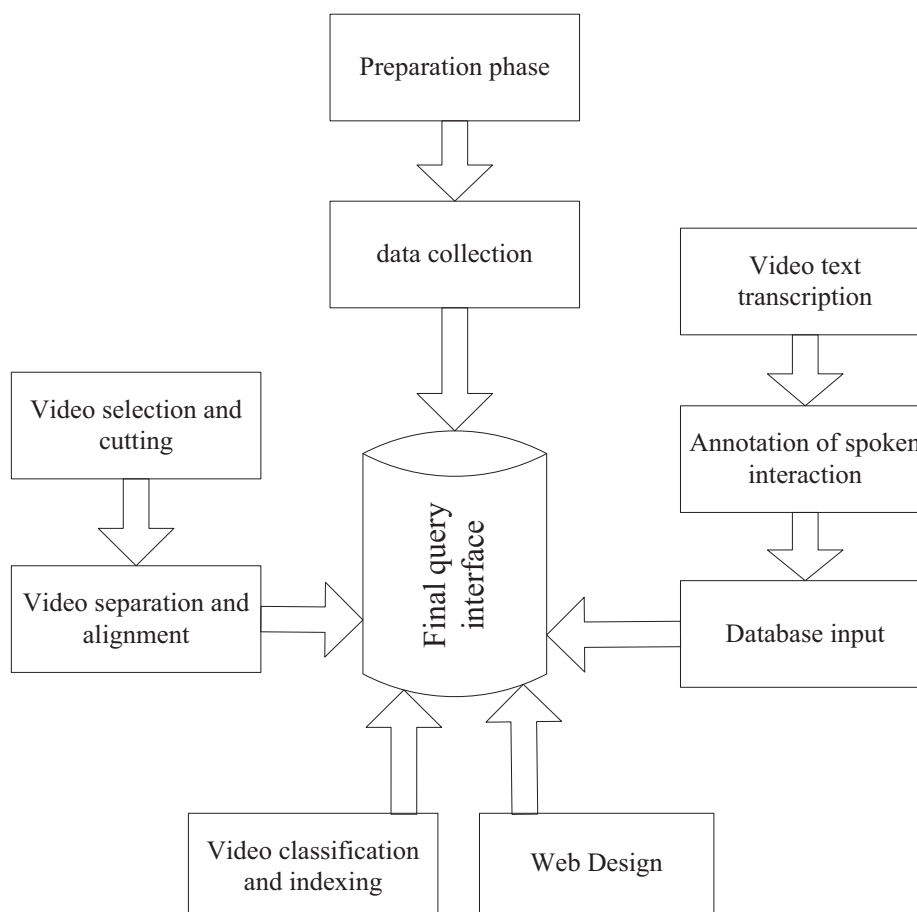 Preparation phase
data collection
Video text
transcription
Video selection and
cutting
Annotation of spoken
interaction
Final query
interface
Video separation and
alignment
Database input
Video classification
and indexing
Web Design